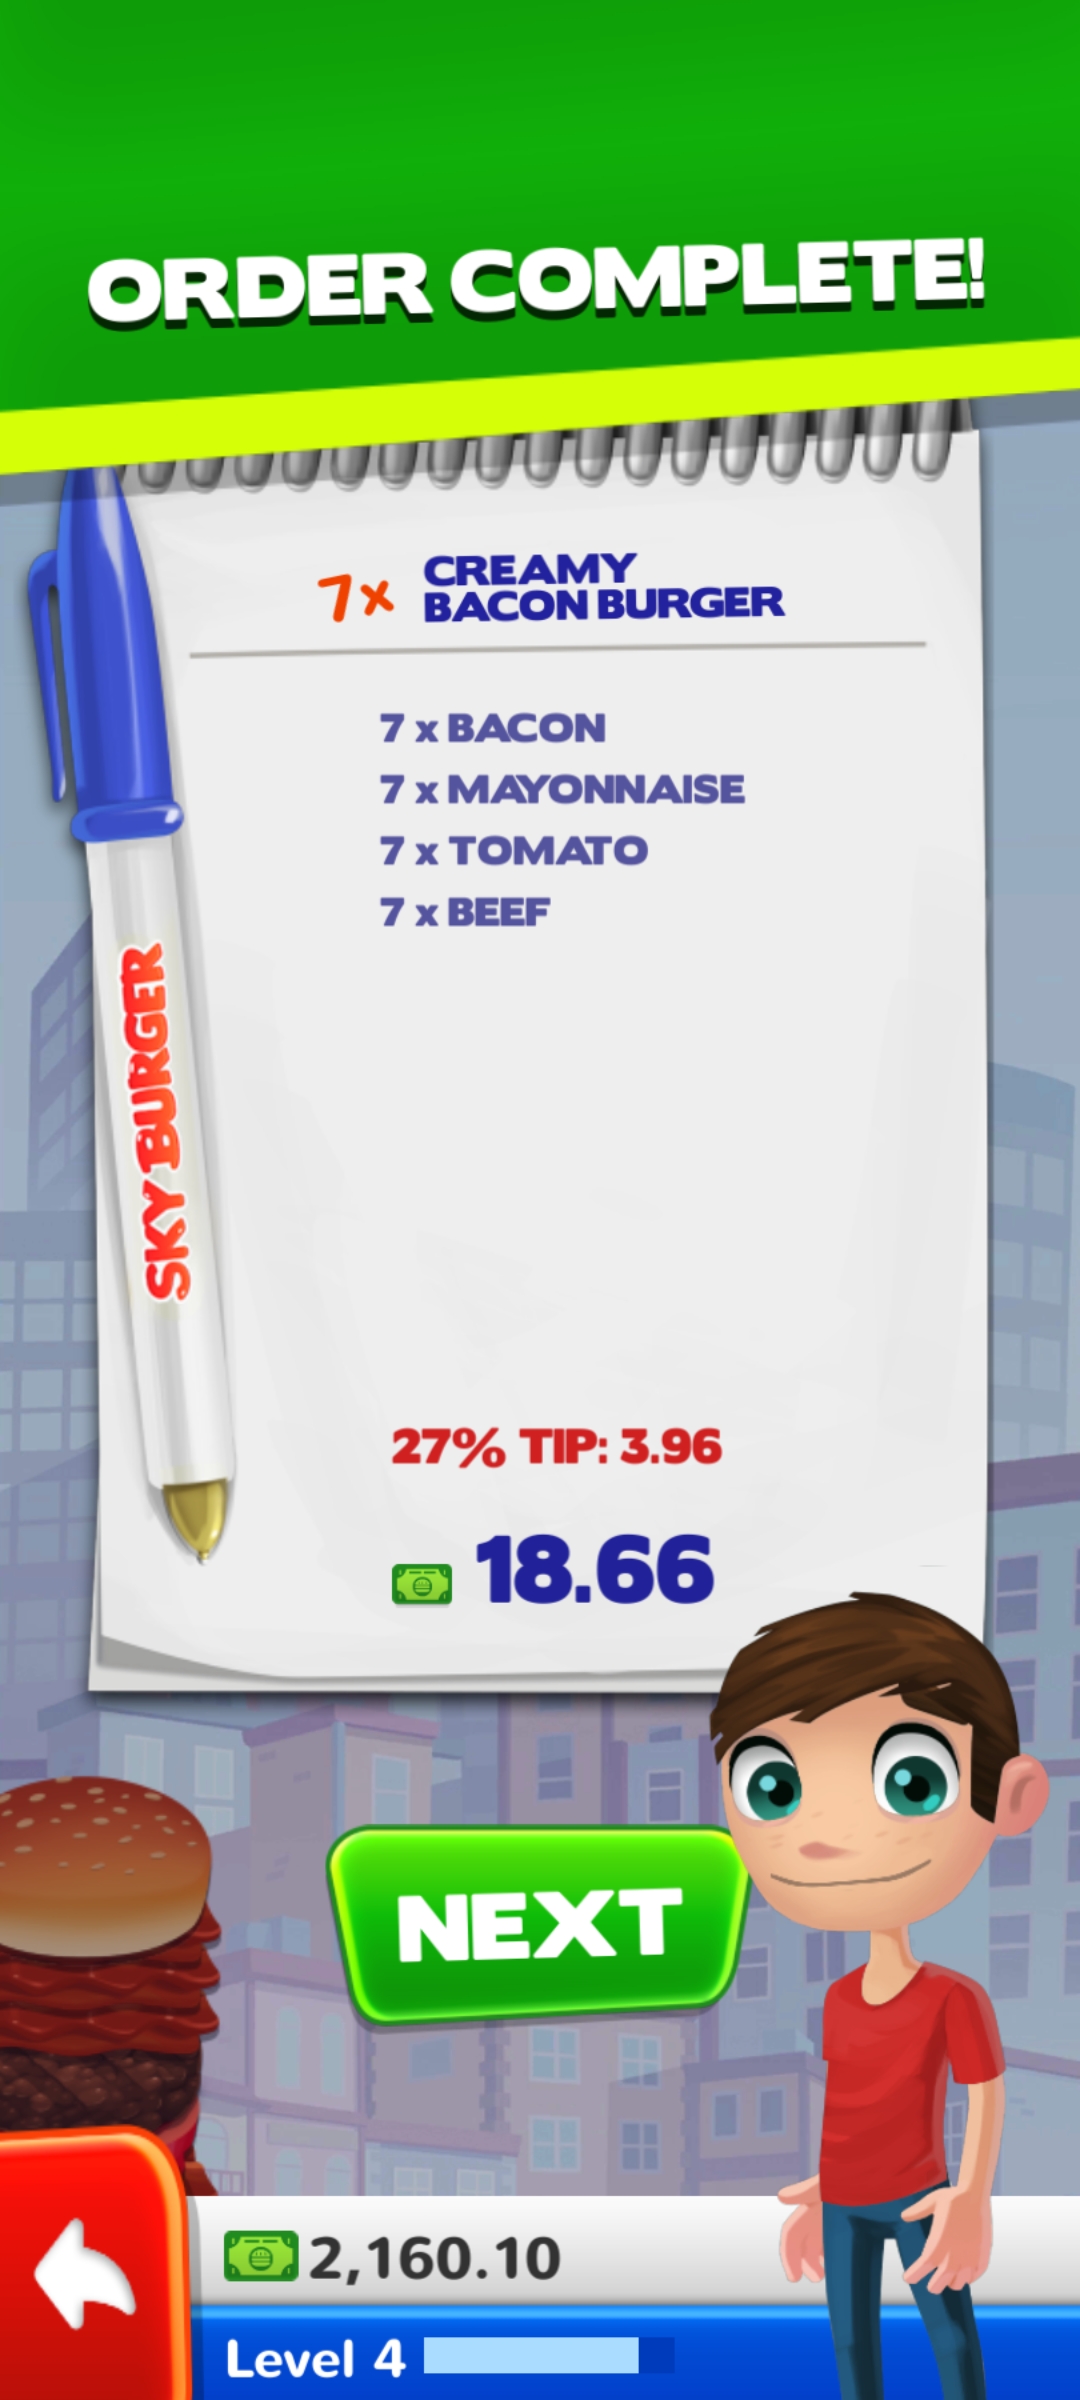 ORDER COMPLETE!
7x CREAMY
BACON BURGER
7 x BACON
7 x MAYONNAISE
7 x TOMATO
7 x BEEF
SKY BURGER
27% TIP: 3.96
18.66
NEXT
2,160.10
Level 4